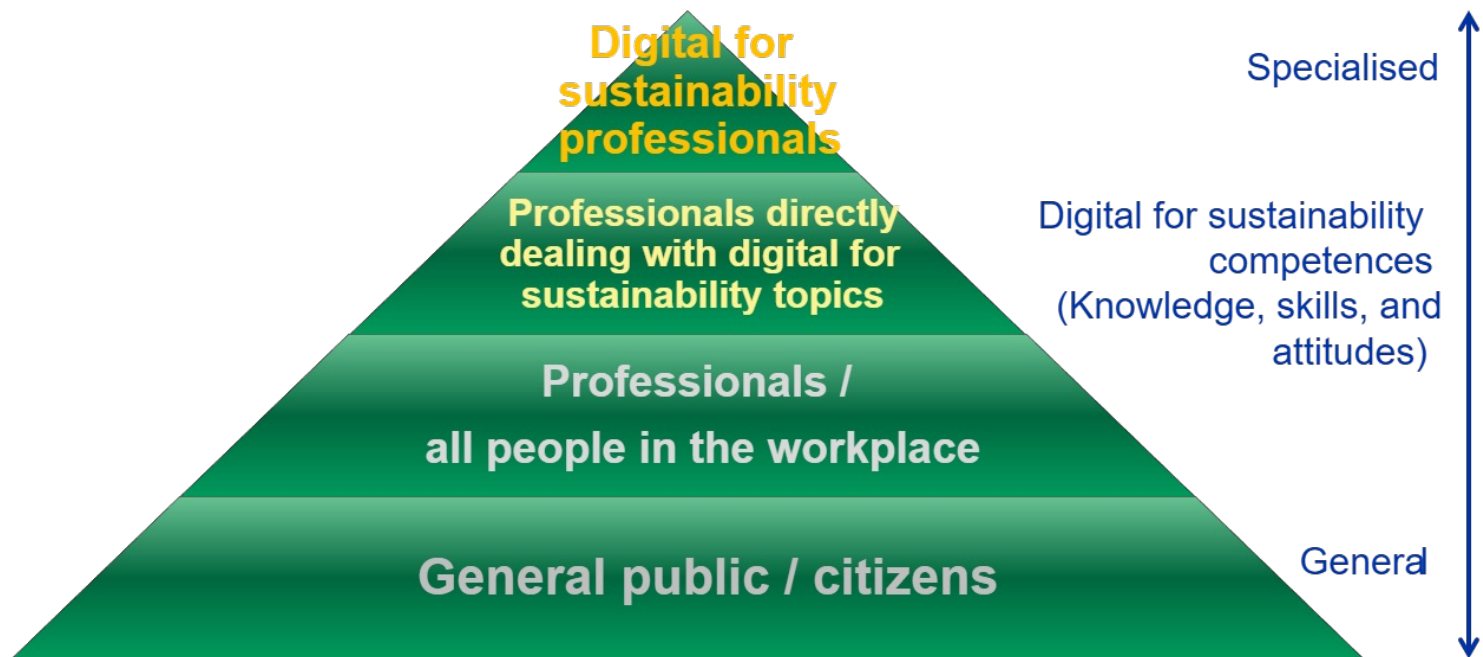 Digital for
sustainability
professionals
Specialised
Professionals directly
dealing with digital for
sustainability topics
Digital for sustainability
competences
(Knowledge, skills, and
attitudes)
Professionals /
all people in the workplace
General public / citizens
General